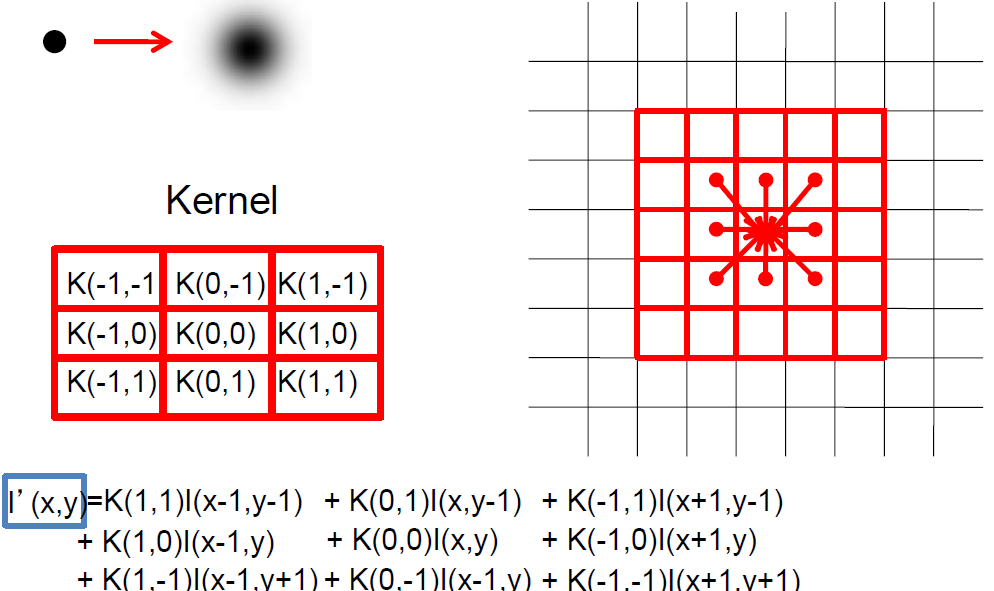 Kernel
K(-1,-1 K(0,-1) K(1,-1)
K(-1,0) K(0,0) K(1,0)
K(-1,1) K(0,1) K(1,1)
I'(x,y)=K(1,1)I(x-1,y-1) + K(0,1)I(x,y-1) + K(-1,1)I(x+1,y-1)
+ K(1,0)I(x-1,y) + K(0,0)I(x,y) + K(-1,0)I(x+1,y)
+ K(1,-1)I(x-1,y+1) + K(0,-1)I(x-1,y) + K(-1,-1)I(x+1,y+1)